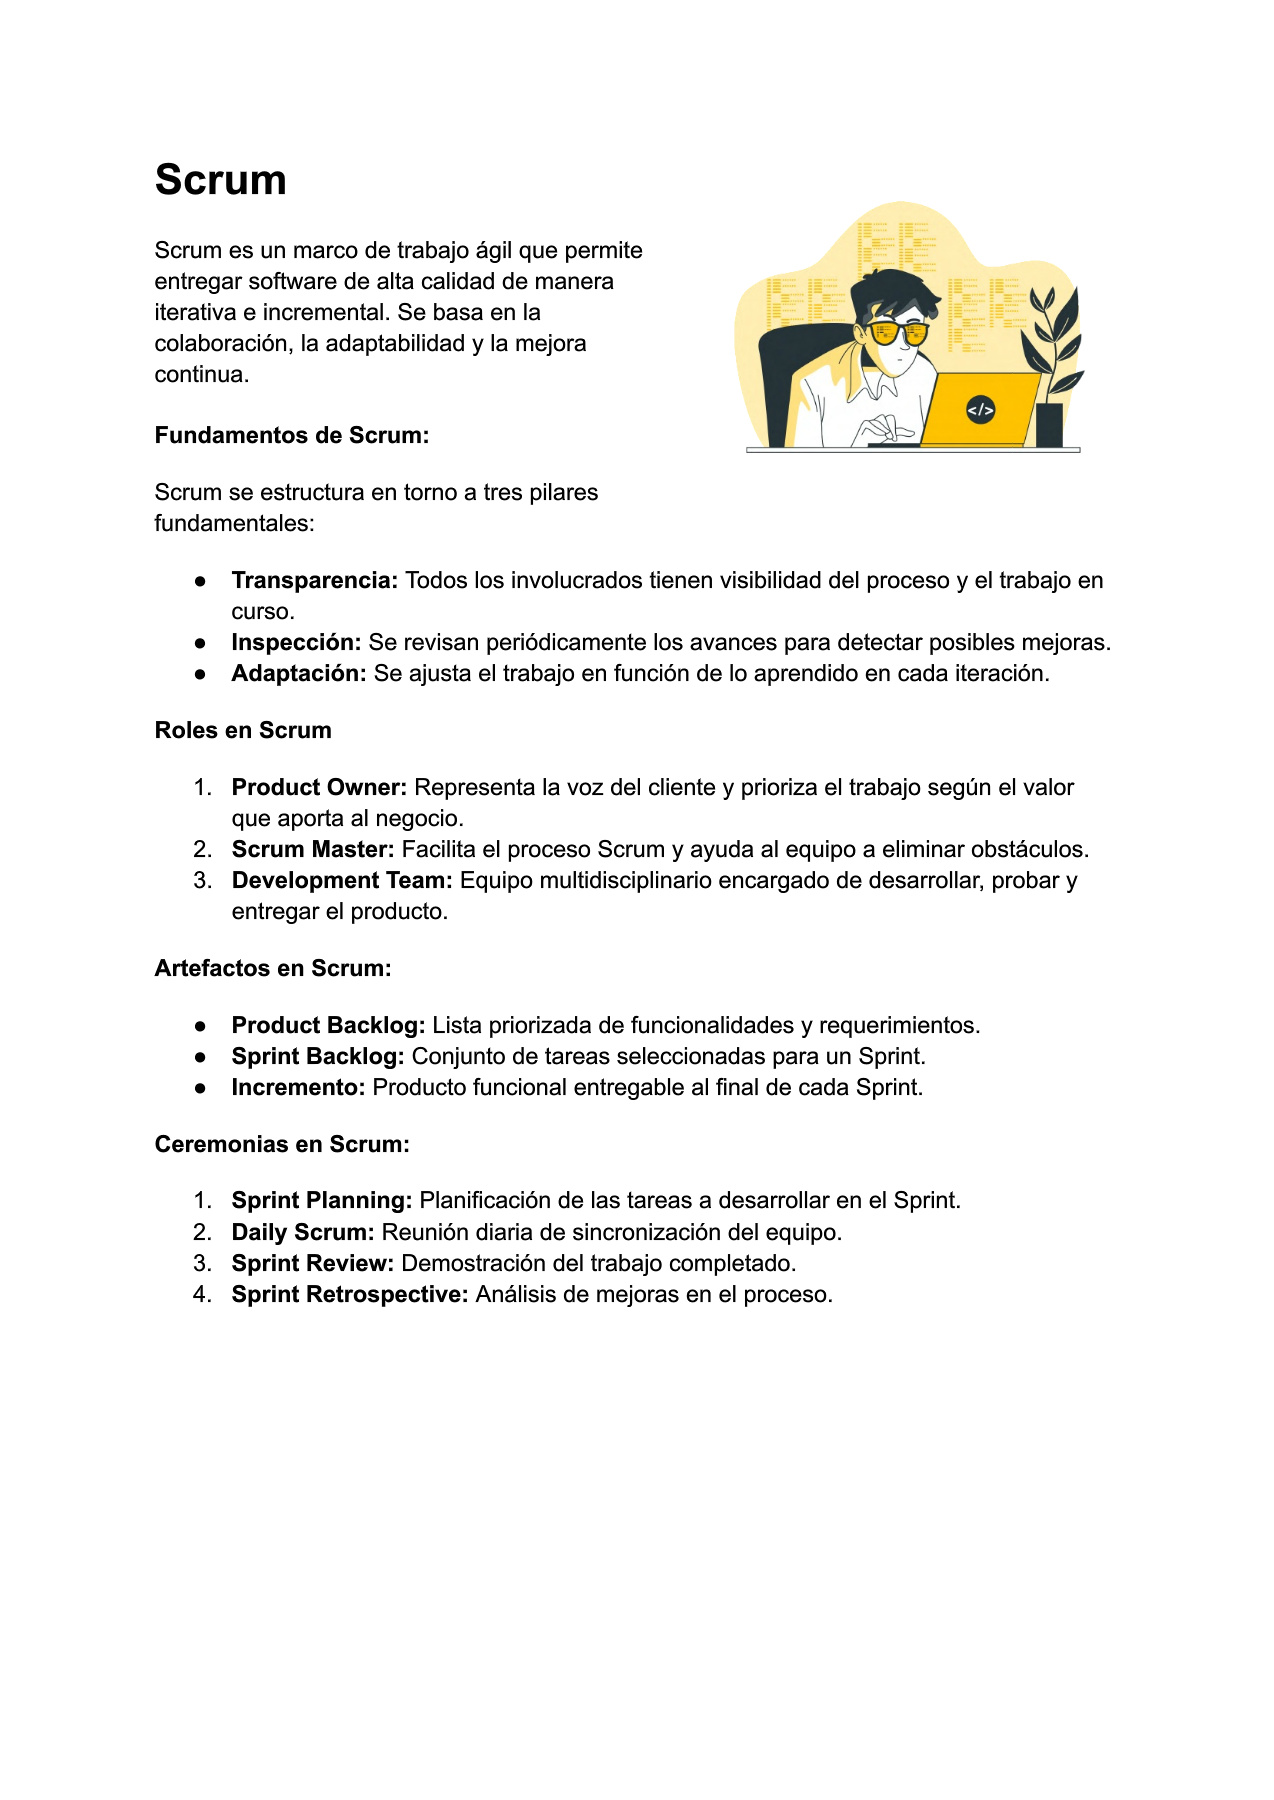 Scrum
Scrum es un marco de trabajo ágil que permite
entregar software de alta calidad de manera
iterativa e incremental. Se basa en la
colaboración, la adaptabilidad y la mejora
continua.
</>
Fundamentos de Scrum:
Scrum se estructura en torno a tres pilares
fundamentales:
● Transparencia: Todos los involucrados tienen visibilidad del proceso y el trabajo en
curso.
● Inspección: Se revisan periódicamente los avances para detectar posibles mejoras.
● Adaptación: Se ajusta el trabajo en función de lo aprendido en cada iteración.
Roles en Scrum
1. Product Owner: Representa la voz del cliente y prioriza el trabajo según el valor
que aporta al negocio.
2. Scrum Master: Facilita el proceso Scrum y ayuda al equipo a eliminar obstáculos.
3. Development Team: Equipo multidisciplinario encargado de desarrollar, probar y
entregar el producto.
Artefactos en Scrum:
● Product Backlog: Lista priorizada de funcionalidades y requerimientos.
● Sprint Backlog: Conjunto de tareas seleccionadas para un Sprint.
● Incremento: Producto funcional entregable al final de cada Sprint.
Ceremonias en Scrum:
1. Sprint Planning: Planificación de las tareas a desarrollar en el Sprint.
2. Daily Scrum: Reunión diaria de sincronización del equipo.
3. Sprint Review: Demostración del trabajo completado.
4. Sprint Retrospective: Análisis de mejoras en el proceso.